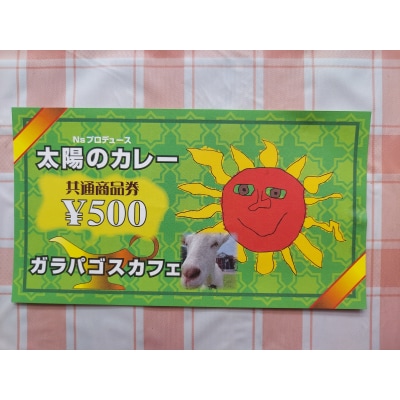 Nsプロデュース
太陽のカレー
共通商品券
¥500
ガラパゴスカフェ